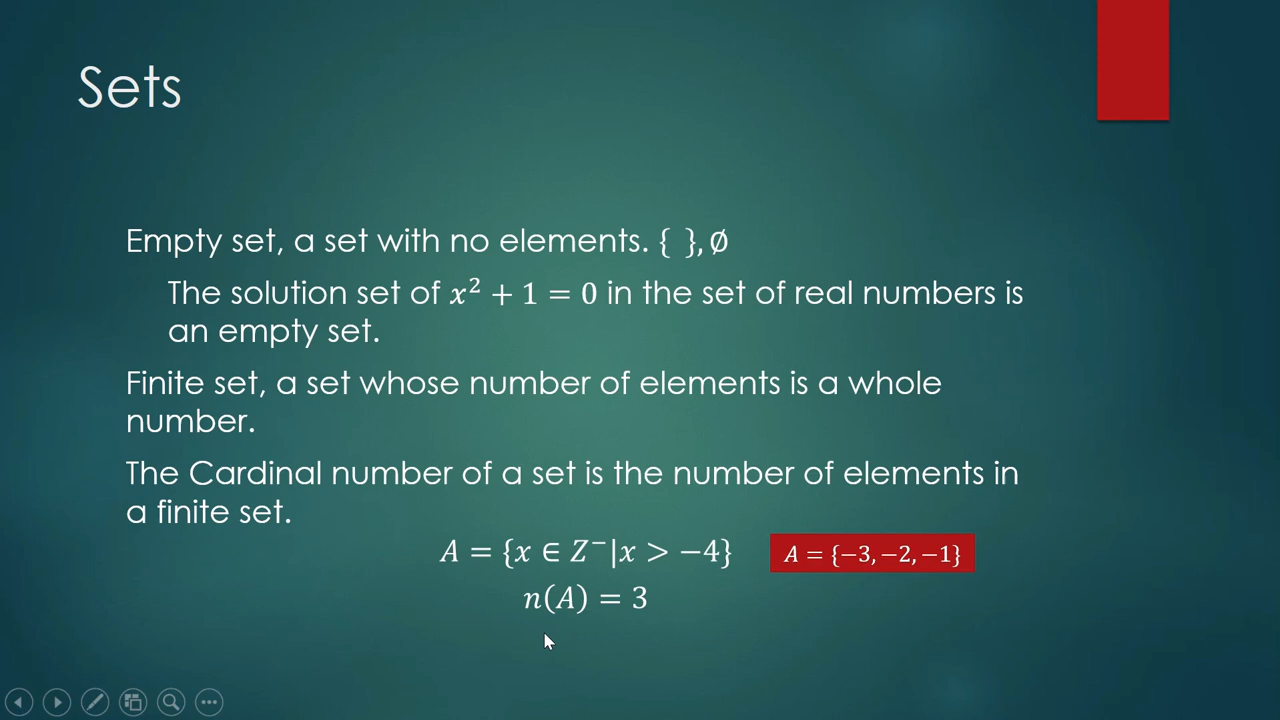 Sets
Empty set, a set with no elements. { }, ∅
The solution set of x² + 1 = 0 in the set of real numbers is
an empty set.
Finite set, a set whose number of elements is a whole
number.
The Cardinal number of a set is the number of elements in
a finite set.
A = {x ∈ Z⁻|x > −4}
A = {−3, −2, −1}
n(A) = 3